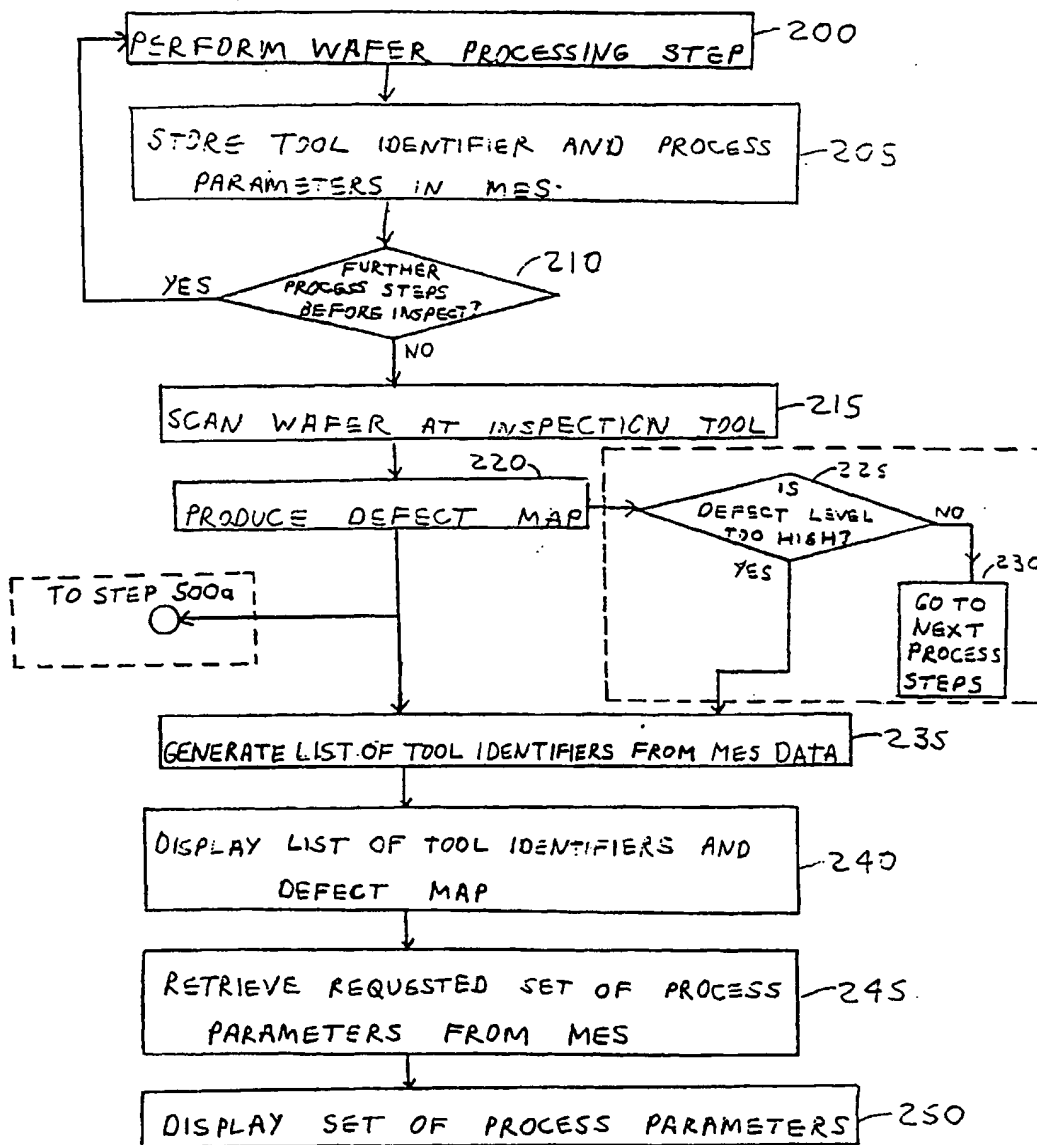 PERFORM WAFER PROCESSING STEP
200
STORE TOOL IDENTIFIER AND PROCESS
PARAMETERS IN MES.
205
FURTHER
PROCESS STEPS
BEFORE INSPECT?
210
YES
NO
SCAN WAFER AT INSPECTION TOOL
215
220
PRODUCE DEFECT MAP
225
IS
DEFECT LEVEL
TOO HIGH?
NO
YES
230
GO TO
NEXT
PROCESS
STEPS
TO STEP 500a
GENERATE LIST OF TOOL IDENTIFIERS FROM MES DATA
235
DISPLAY LIST OF TOOL IDENTIFIERS AND
DEFECT MAP
240
RETRIEVE REQUESTED SET OF PROCESS
PARAMETERS FROM MES
245
DISPLAY SET OF PROCESS PARAMETERS
250